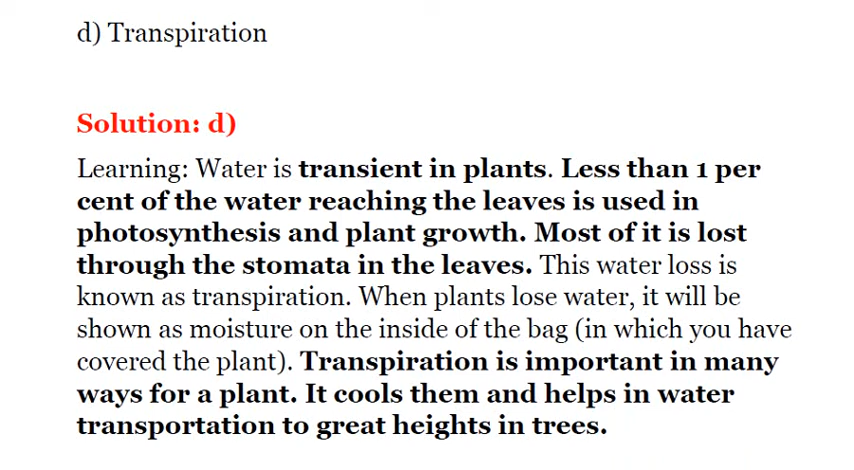 d) Transpiration
Solution: d)
Learning: Water is transient in plants. Less than 1 per
cent of the water reaching the leaves is used in
photosynthesis and plant growth. Most of it is lost
through the stomata in the leaves. This water loss is
known as transpiration. When plants lose water, it will be
shown as moisture on the inside of the bag (in which you have
covered the plant). Transpiration is important in many
ways for a plant. It cools them and helps in water
transportation to great heights in trees.